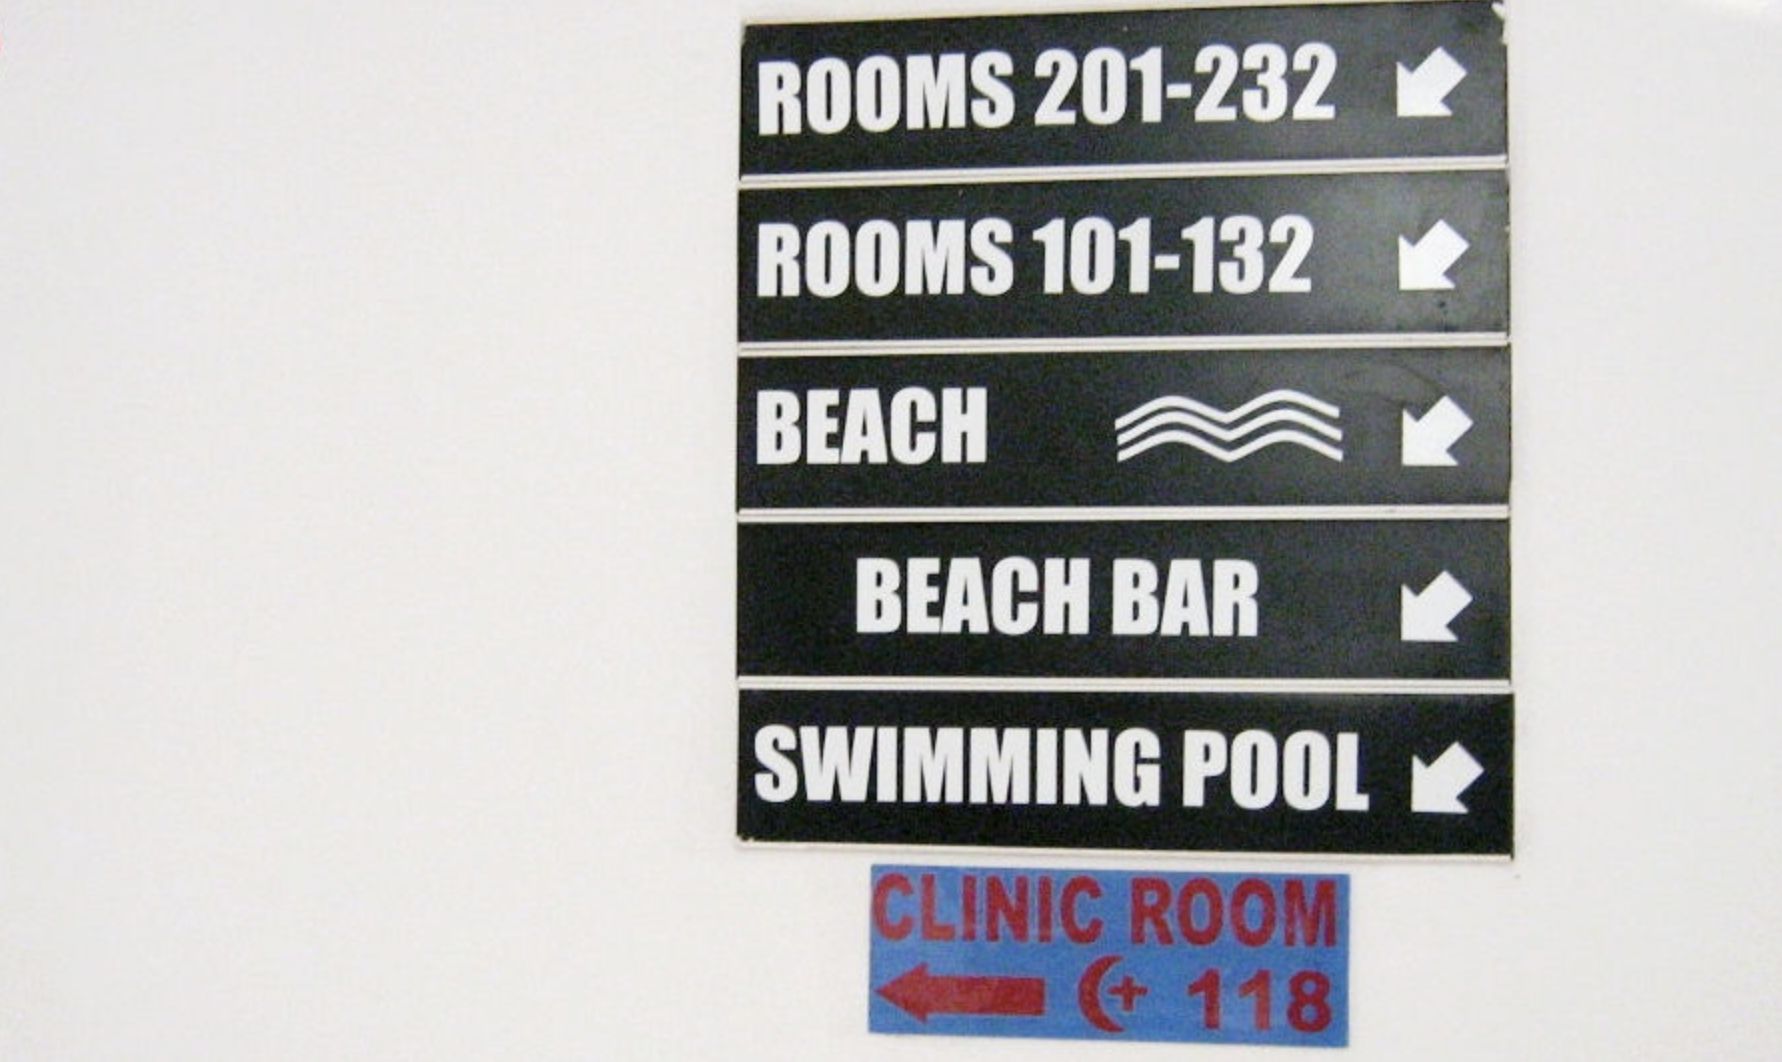 ROOMS 201-232
ROOMS 101-132
BEACH
BEACH BAR
SWIMMING POOL
CLINIC ROOM
118